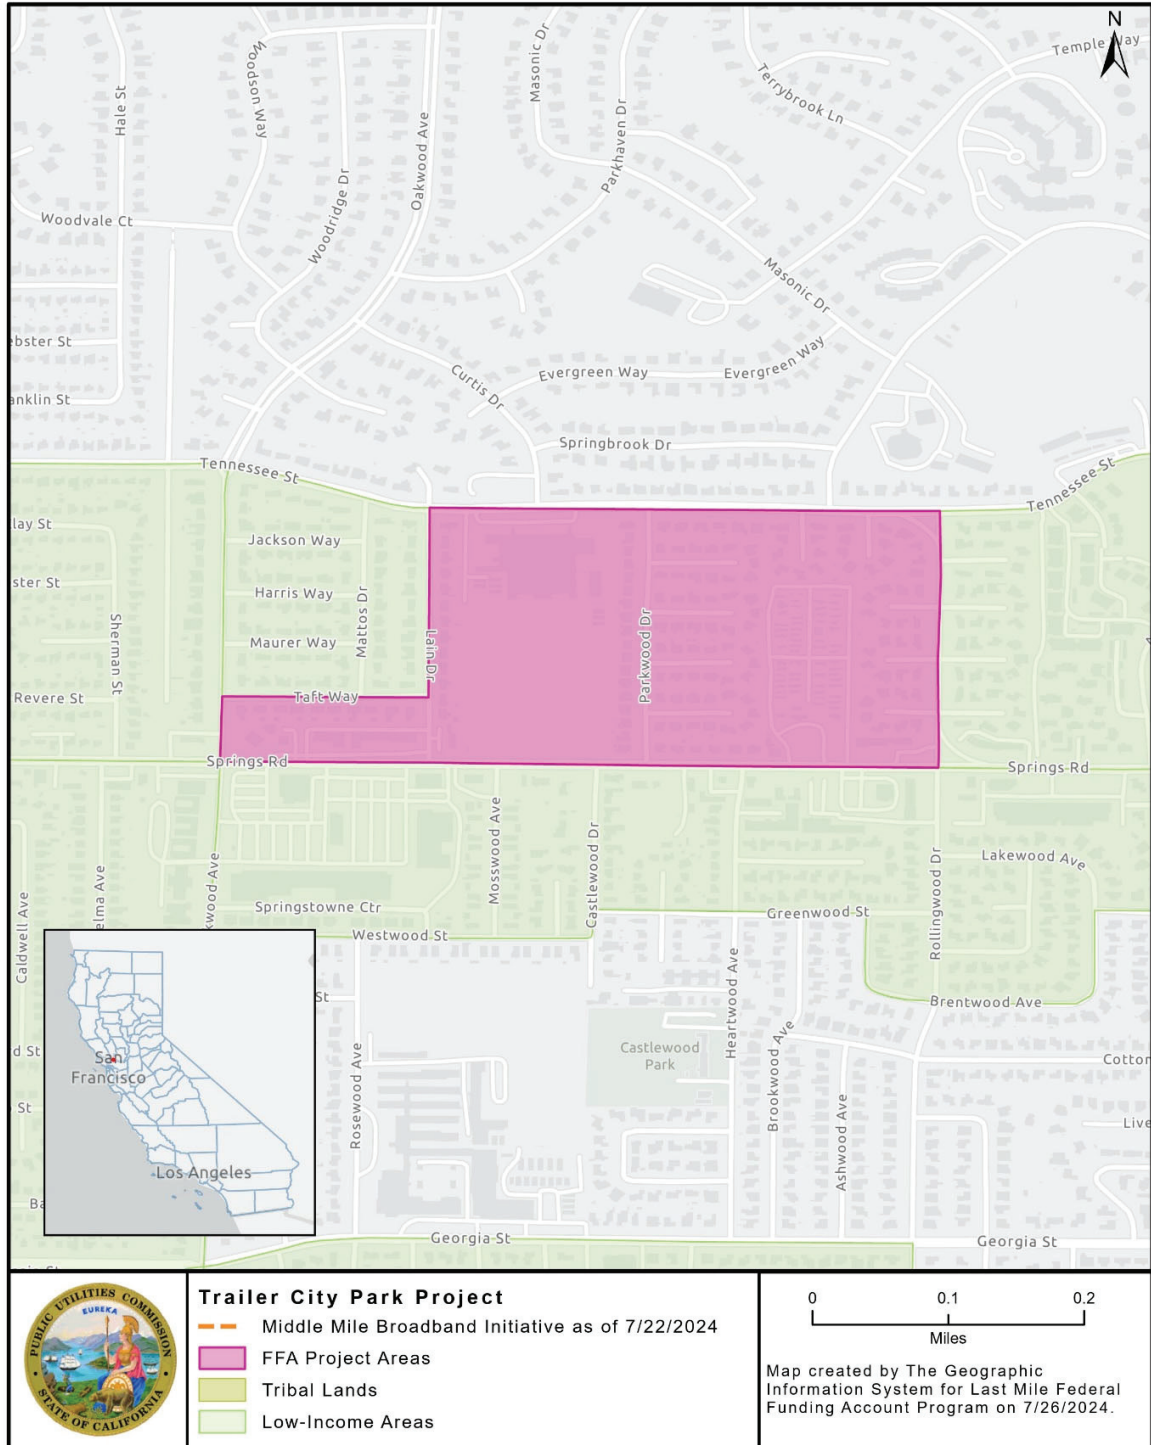 N
Temple Way
Masonic Dr
Hale St
Woodson Way
Terrybrook Ln
Oakwood Ave
Parkhaven Dr
Woodvale Ct
Woodridge Dr
Masonic Dr
ebster St
Curtis Dr
Evergreen Way
Evergreen Way
anklin St
Springbrook Dr
Tennessee St
Tennessee St
lay St
Jackson Way
ster St
Harris Way
Mattos Dr
Sherman St
Maurer Way
Lain Dr
Parkwood Dr
Revere St
Taft Way
Springs Rd
Springs Rd
Mosswood Ave
Castlewood Dr
Rollingwood Dr
Lakewood Ave
Caldwell Ave
elma Ave
kwood Ave
Springstowne Ctr
Greenwood St
Westwood St
St
Heartwood Ave
Brentwood Ave
d St
San
Francisco
Rosewood Ave
Castlewood
Park
Brookwood Ave
Cotton
St
Ashwood Ave
Live
Los Angeles
Ba
Georgia St
Georgia St
PUBLIC UTILITIES COMMISSION
EUREKA
STATE OF CALIFORNIA
Trailer City Park Project
Middle Mile Broadband Initiative as of 7/22/2024
FFA Project Areas
Tribal Lands
Low-Income Areas
0 0.1 0.2
Miles
Map created by The Geographic
Information System for Last Mile Federal
Funding Account Program on 7/26/2024.